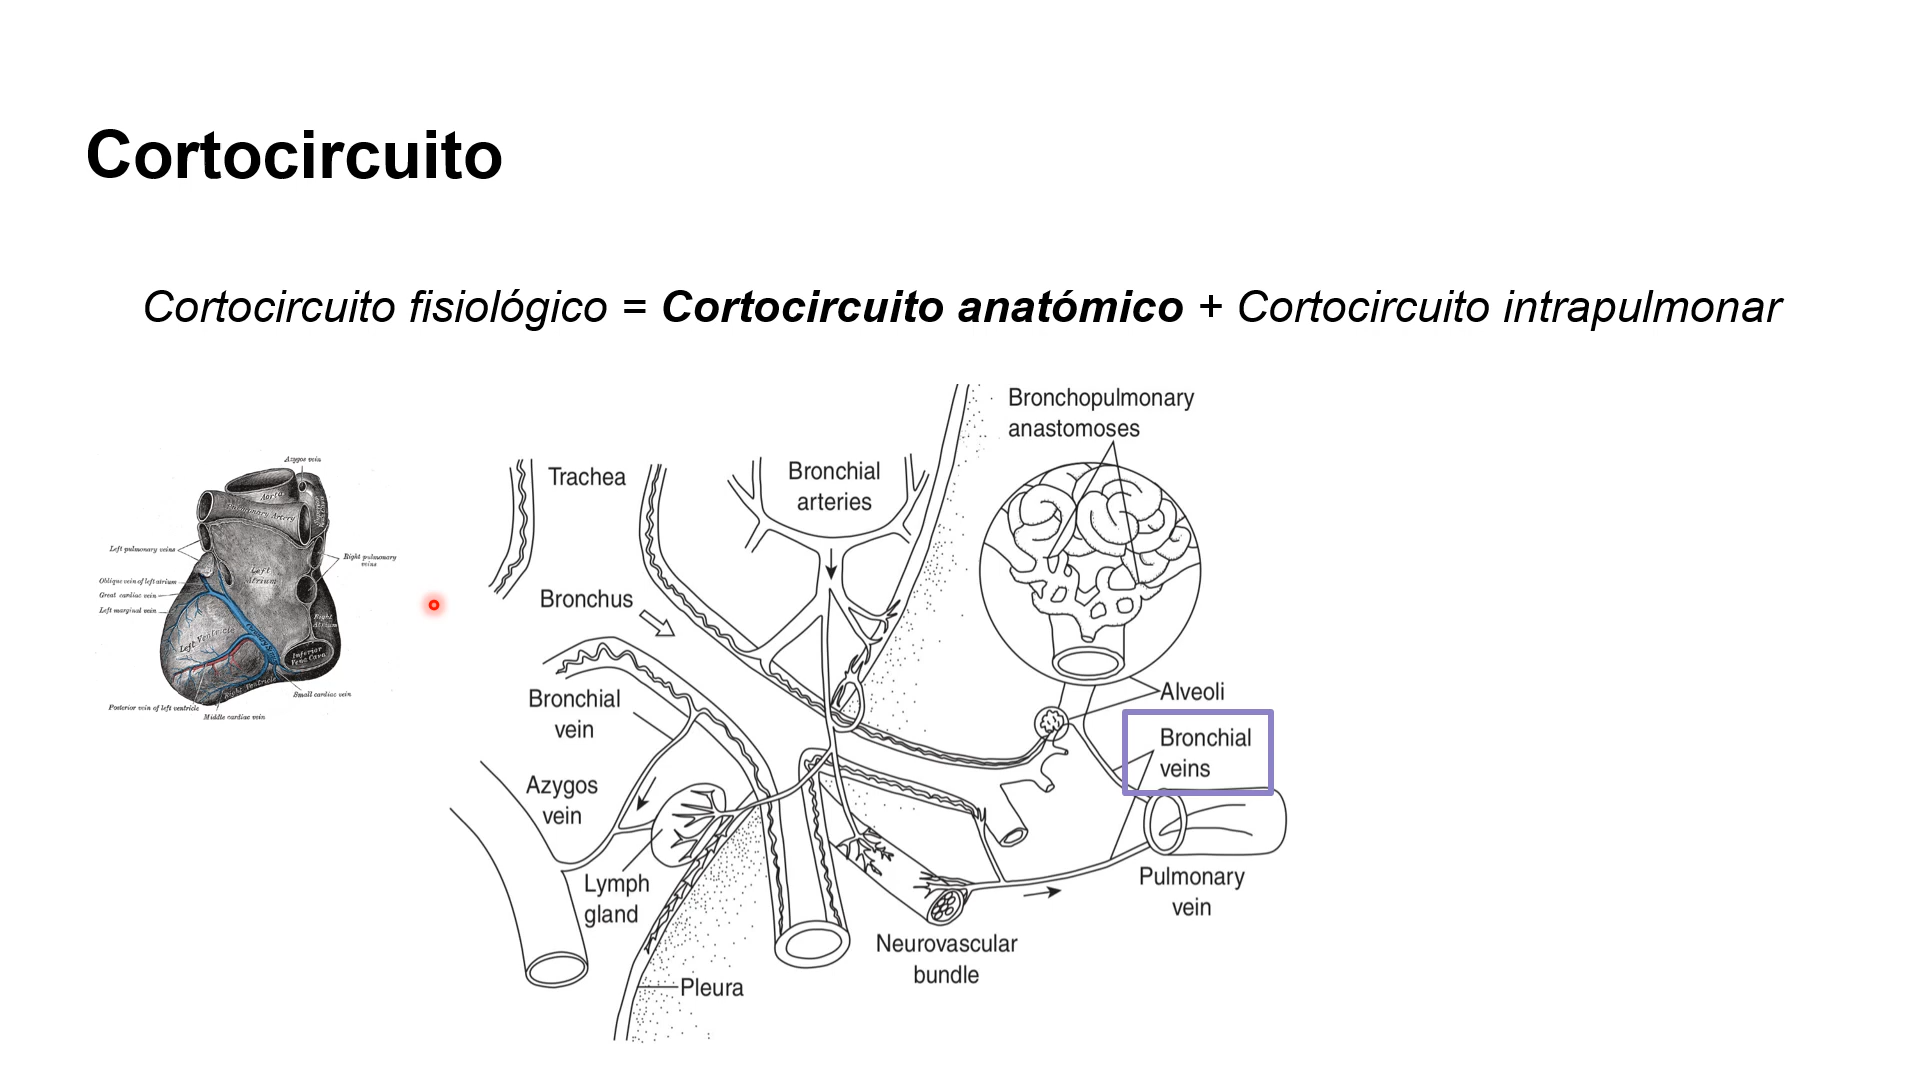 Cortocircuito
Cortocircuito fisiológico = Cortocircuito anatómico + Cortocircuito intrapulmonar
Azygos vein
Aorta
Pulmonary Artery
Left pulmonary veins
Right pulmonary
veins
Left
Atrium
Oblique vein of left atrium
Great cardiac vein
Left marginal vein
Right
Atrium
Left Ventricle
Inferior
Vena Cava
Right Ventricle
Small cardiac vein
Posterior vein of left ventricle
Middle cardiac vein
Bronchopulmonary
anastomoses
Trachea
Bronchial
arteries
Bronchus
Bronchial
vein
Alveoli
Bronchial
veins
Azygos
vein
Lymph
gland
Pulmonary
vein
Neurovascular
bundle
Pleura